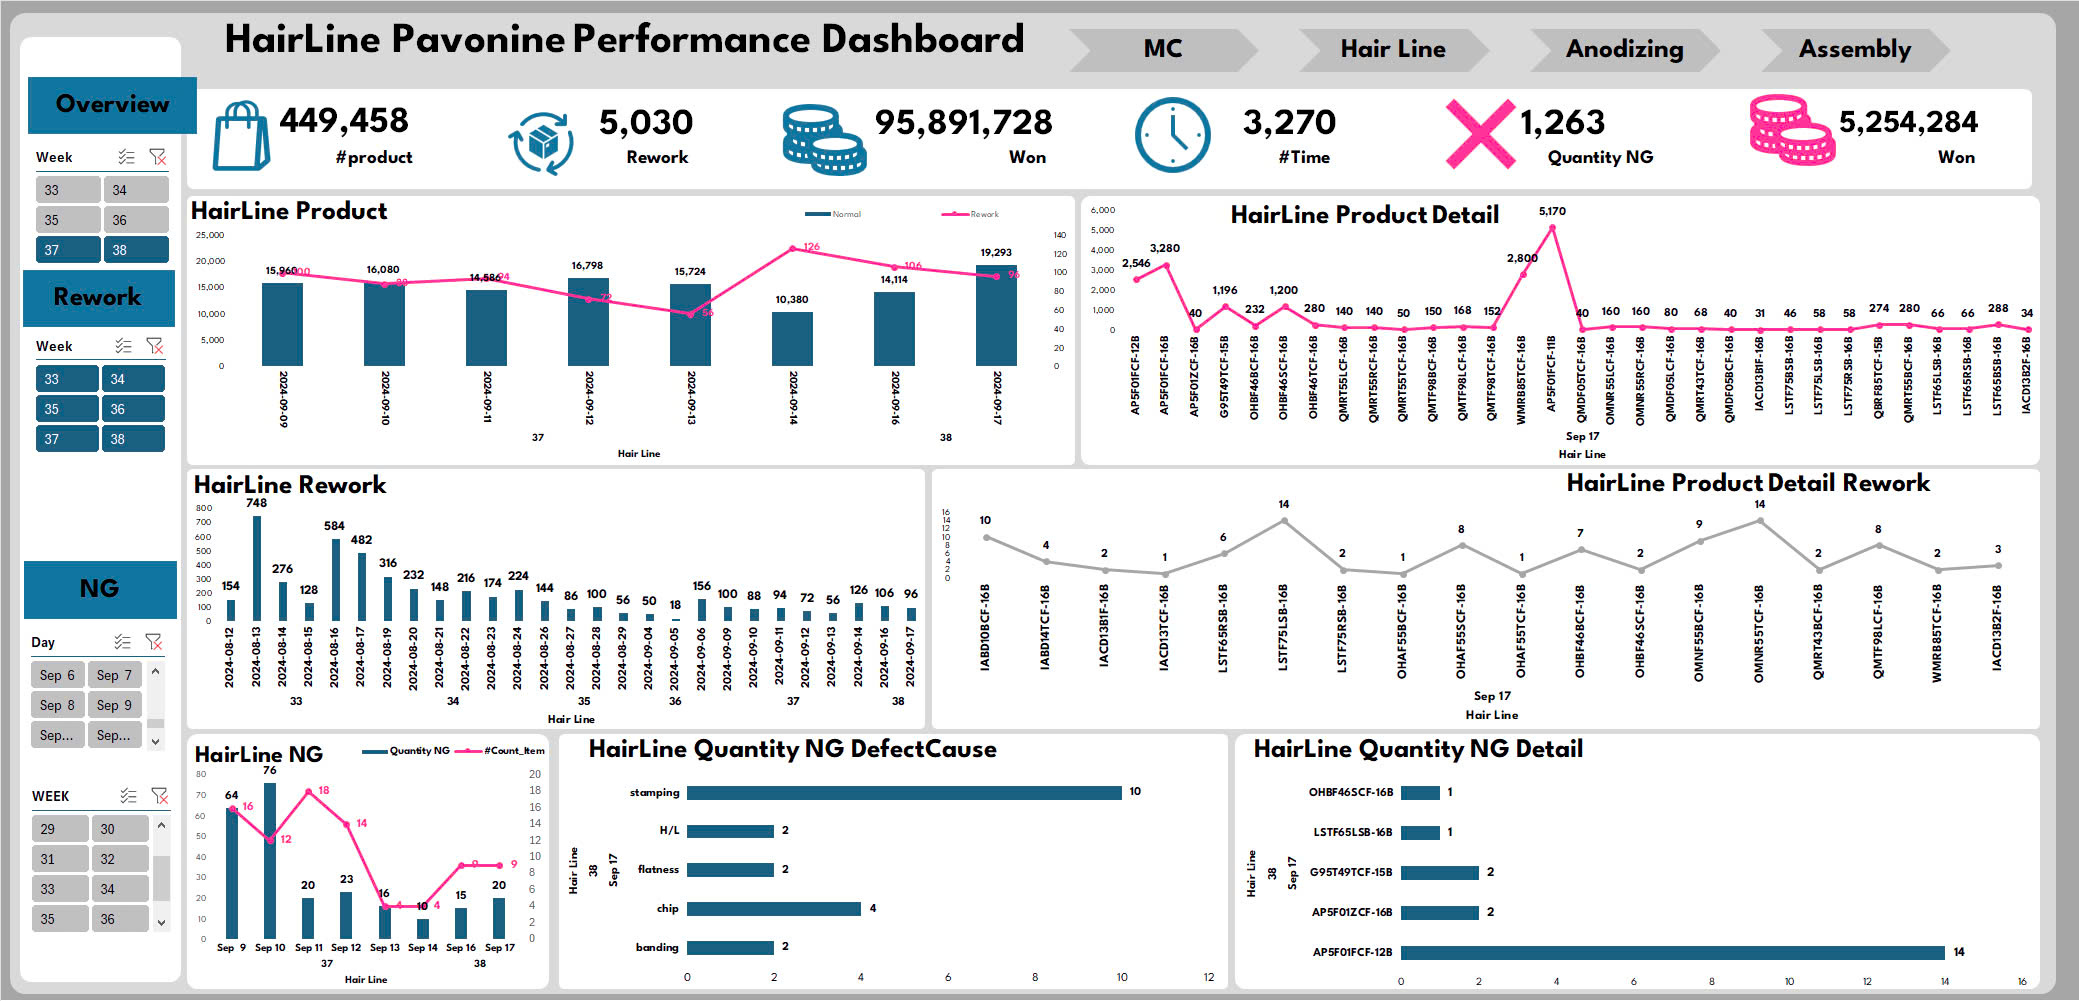 HairLine Pavonine Performance Dashboard
MC
Hair Line
Anodizing
Assembly
Overview
449,458
#product
5,030
Rework
95,891,728
Won
3,270
#Time
1,263
Quantity NG
5,254,284
Won
Week
33 34
35 36
37 38
Rework
Week
33 34
35 36
37 38
NG
Day
Sep 6 Sep 7
Sep 8 Sep 9
Sep... Sep...
WEEK
29 30
31 32
33 34
35 36
HairLine Product
Normal Rework
25,000
20,000
15,000
10,000
5,000
0
140
120
100
80
60
40
20
0
15,960 16,080 14,586 16,798 15,724 10,380 14,114 19,293
100 88 94 72 56 126 106 96
2024-09-09 2024-09-10 2024-09-11 2024-09-12 2024-09-13 2024-09-14 2024-09-16 2024-09-17
37 38
Hair Line
HairLine Product Detail
6,000
5,000
4,000
3,000
2,000
1,000
0
2,546 3,280 40 1,196 232 1,200 280 140 140 50 150 168 152 2,800 5,170 40 160 160 80 68 40 31 46 58 58 274 280 66 66 288 34
AP5F01FCF-12B AP5F01FCF-16B AP5F01ZCF-16B G95T49TCF-15B OHBF46BCF-16B OHBF46SCF-16B OHBF46TCF-16B QMRT55LCF-16B QMRT55RCF-16B QMRT55TCF-16B QMTF98BCF-16B QMTF98LCF-16B QMTF98TCF-16B WMRB85TCF-16B AP5F01FCF-11B QMDF05TCF-16B OMNR55LCF-16B OMNR55RCF-16B QMDF05LCF-16B QMRT43TCF-16B QMDF05BCF-16B IACD13B1F-16B LSTF75BSB-16B LSTF75LSB-16B LSTF75RSB-16B QBRF85TCF-15B QMRT55BCF-16B LSTF65LSB-16B LSTF65RSB-16B LSTF65BSB-16B IACD13B2F-16B
Sep 17
Hair Line
HairLine Rework
800
700
600
500
400
300
200
100
0
154 748 276 128 584 482 316 232 148 216 174 224 144 86 100 56 50 18 156 100 88 94 72 56 126 106 96
2024-08-12 2024-08-13 2024-08-14 2024-08-15 2024-08-16 2024-08-17 2024-08-19 2024-08-20 2024-08-21 2024-08-22 2024-08-23 2024-08-24 2024-08-26 2024-08-27 2024-08-28 2024-08-29 2024-09-04 2024-09-05 2024-09-06 2024-09-09 2024-09-10 2024-09-11 2024-09-12 2024-09-13 2024-09-14 2024-09-16 2024-09-17
33 34 35 36 37 38
Hair Line
HairLine Product Detail Rework
16
14
12
10
8
6
4
2
0
10 4 2 1 6 14 2 1 8 1 7 2 9 14 2 8 2 3
IABD10BCF-16B IABD14TCF-16B IACD13B1F-16B IACD13TCF-16B LSTF65RSB-16B LSTF75LSB-16B LSTF75RSB-16B OHAF55BCF-16B OHAF55SCF-16B OHAF55TCF-16B OHBF46BCF-16B OHBF46SCF-16B OMNF55BCF-16B OMNR55TCF-16B QMRT43BCF-16B QMTF98LCF-16B WMRB85TCF-16B IACD13B2F-16B
Sep 17
Hair Line
HairLine NG
Quantity NG #Count_Item
80
70
60
50
40
30
20
10
0
20
18
16
14
12
10
8
6
4
2
0
64 76 20 23 16 10 15 20
16 12 18 14 4 4 9 9
Sep 9 Sep 10 Sep 11 Sep 12 Sep 13 Sep 14 Sep 16 Sep 17
37 38
Hair Line
HairLine Quantity NG DefectCause
Hair Line
38
Sep 17
stamping 10
H/L 2
flatness 2
chip 4
banding 2
0 2 4 6 8 10 12
HairLine Quantity NG Detail
Hair Line
38
Sep 17
OHBF46SCF-16B 1
LSTF65LSB-16B 1
G95T49TCF-15B 2
AP5F01ZCF-16B 2
AP5F01FCF-12B 14
0 2 4 6 8 10 12 14 16